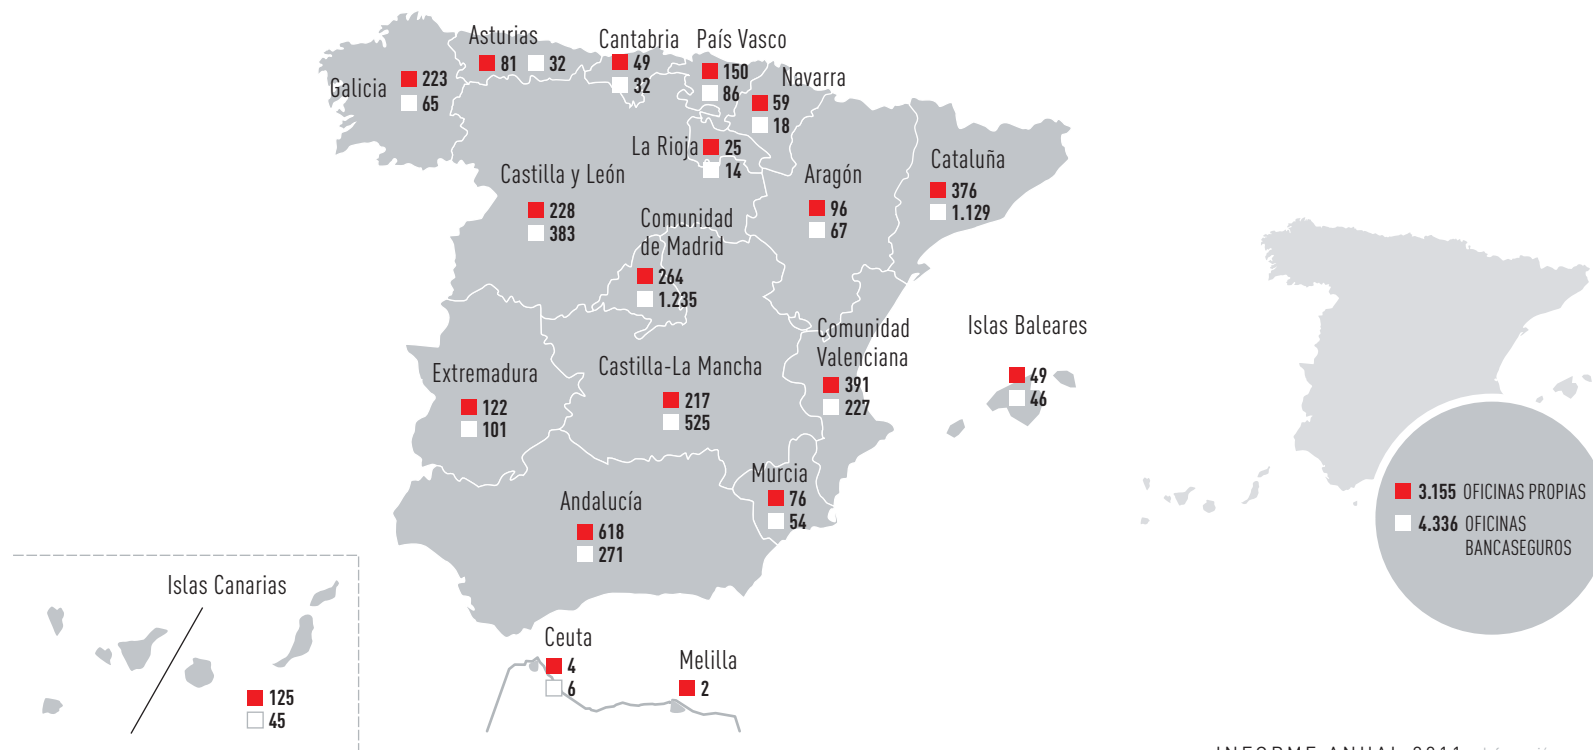 Asturias
81 32
Cantabria
49
32
País Vasco
150
86
Navarra
59
18
Galicia
223
65
La Rioja
25
14
Castilla y León
228
383
Aragón
96
67
Cataluña
376
1.129
Comunidad
de Madrid
264
1.235
Comunidad
Valenciana
391
227
Islas Baleares
49
46
Extremadura
122
101
Castilla-La Mancha
217
525
Murcia
76
54
Andalucía
618
271
3.155 OFICINAS PROPIAS
4.336 OFICINAS
BANCASEGUROS
Islas Canarias
125
45
Ceuta
4
6
Melilla
2